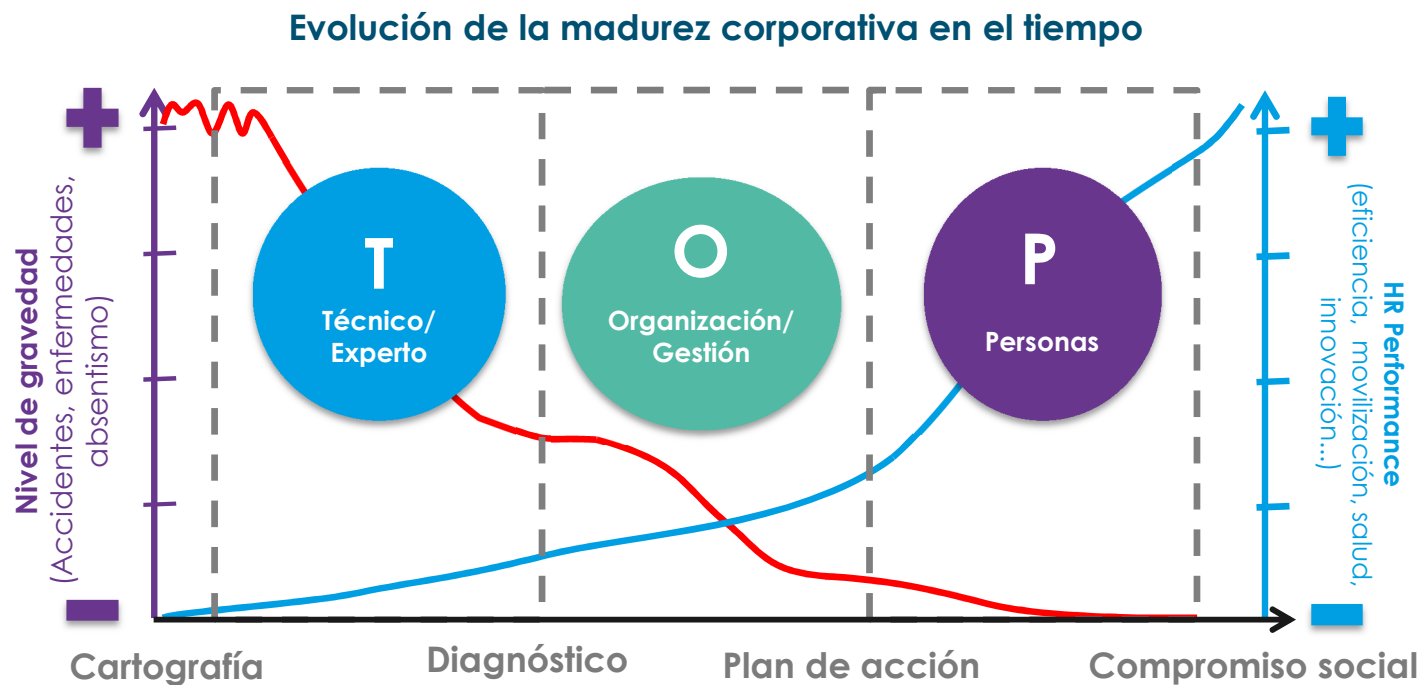 Evolución de la madurez corporativa en el tiempo
Nivel de gravedad
(Accidentes, enfermedades,
absentismo)
T
Técnico/
Experto
O
Organización/
Gestión
P
Personas
HR Performance
(eficiencia, movilización, salud,
innovación...)
Cartografía
Diagnóstico
Plan de acción
Compromiso social